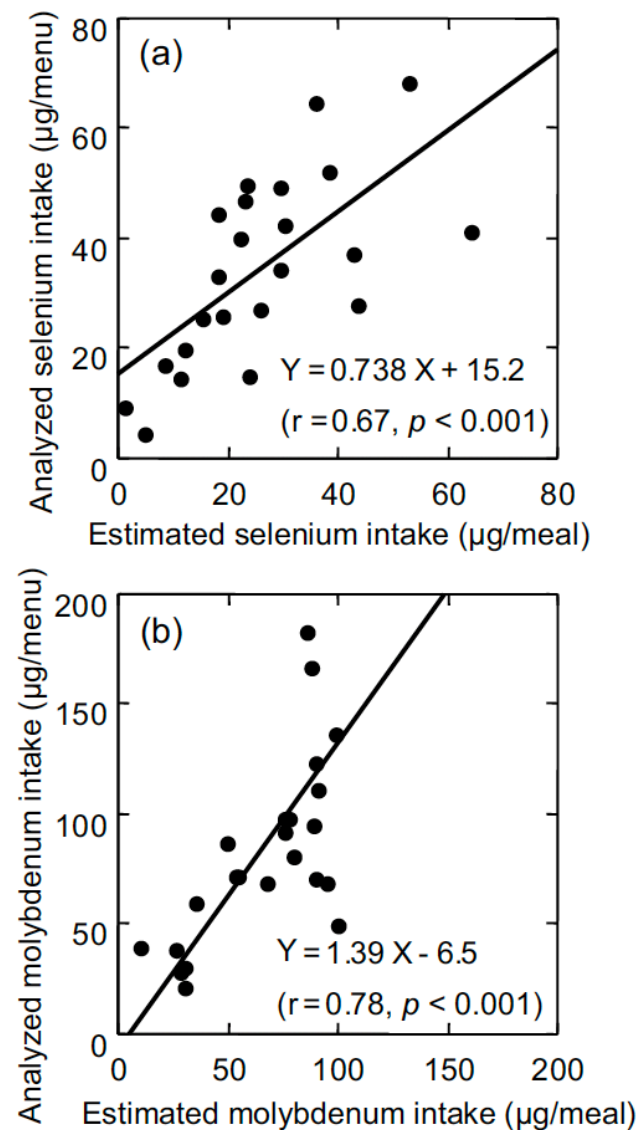 (a)
Analyzed selenium intake (µg/menu)
80
60
40
20
0
Y = 0.738 X + 15.2
(r = 0.67, p < 0.001)
0 20 40 60 80
Estimated selenium intake (µg/meal)
(b)
Analyzed molybdenum intake (µg/menu)
200
150
100
50
0
Y = 1.39 X - 6.5
(r = 0.78, p < 0.001)
0 50 100 150 200
Estimated molybdenum intake (µg/meal)